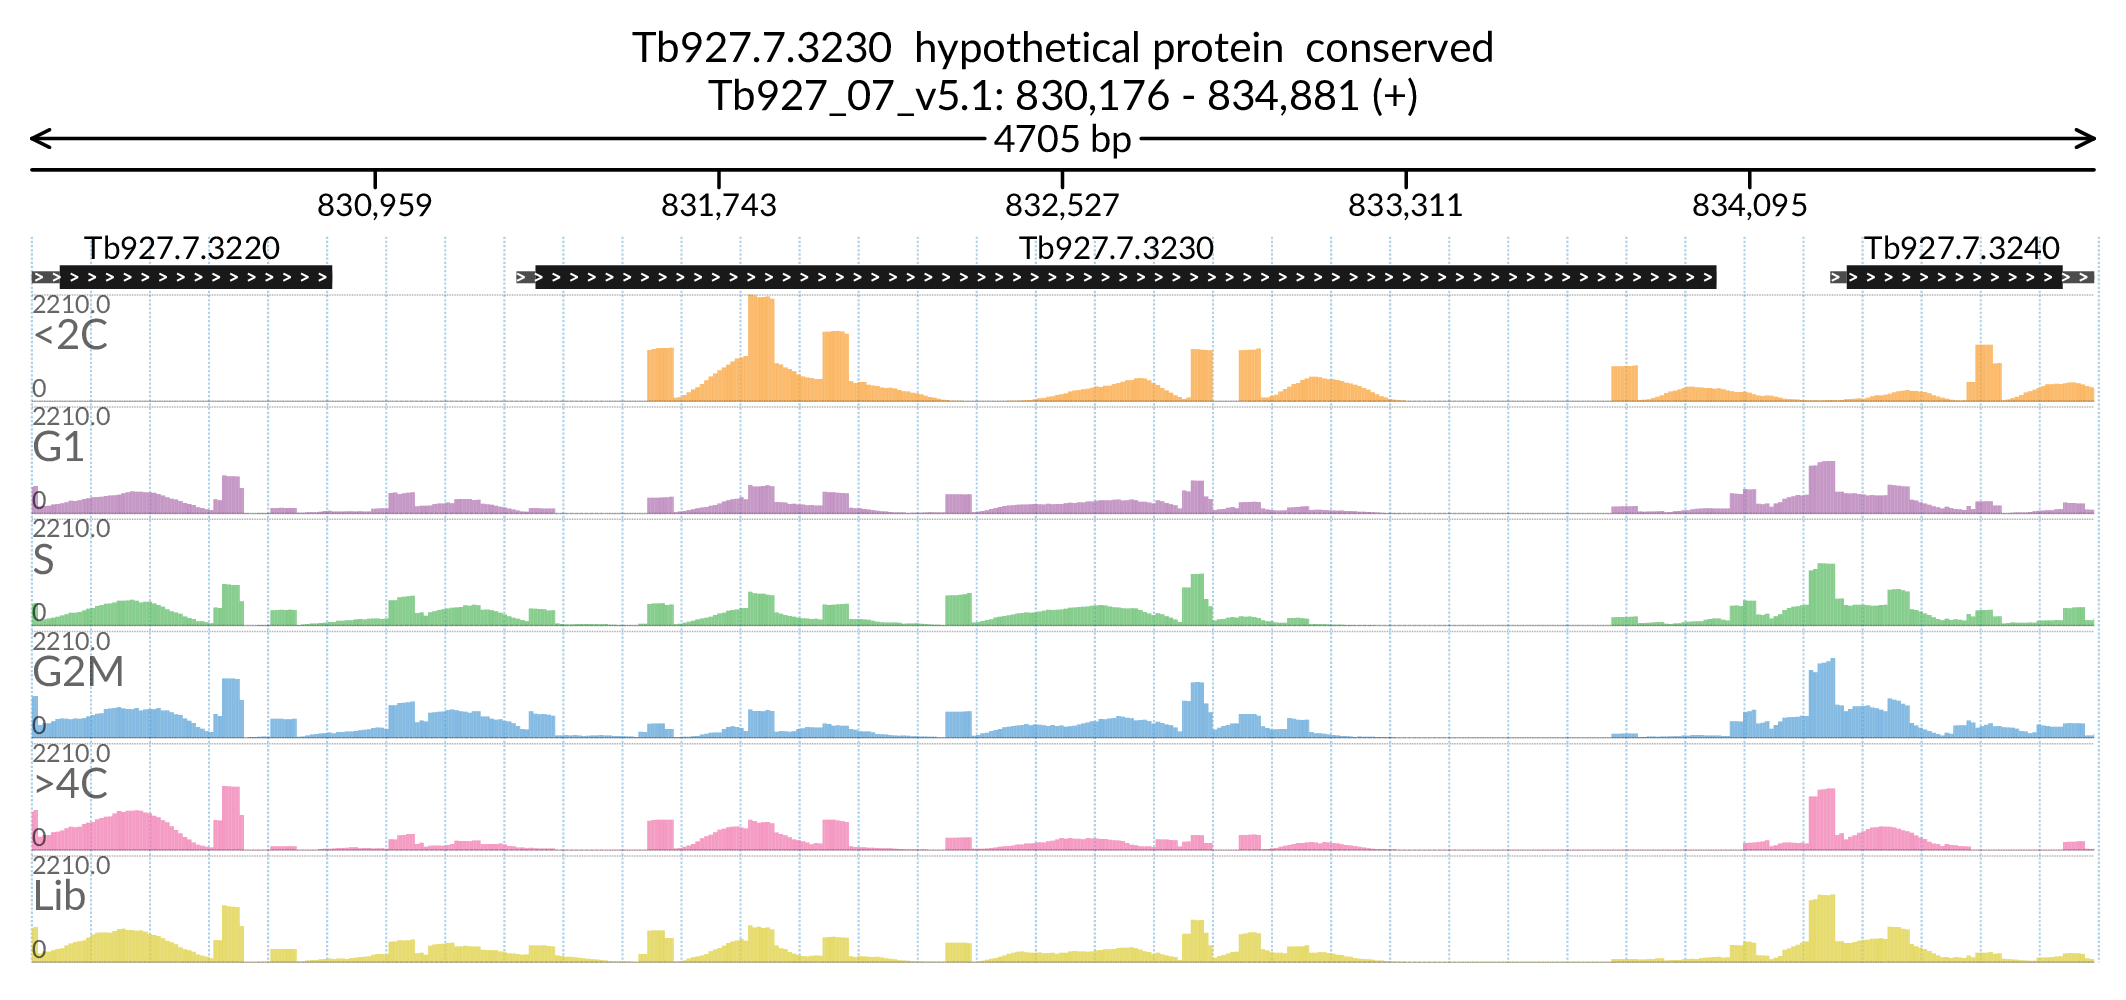 Tb927.7.3230 hypothetical protein conserved
Tb927_07_v5.1: 830,176 - 834,881 (+)
4705 bp
830,959 831,743 832,527 833,311 834,095
Tb927.7.3220 Tb927.7.3230 Tb927.7.3240
2210.0
<2C
0
2210.0
G1
0
2210.0
S
0
2210.0
G2M
0
2210.0
>4C
0
2210.0
Lib
0